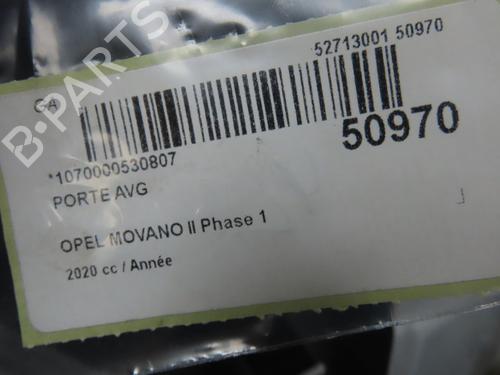 52713001 50970
CA
50970
*1070000530807
PORTE AVG
OPEL MOVANO II Phase 1
2020 cc / Année
B-PARTS